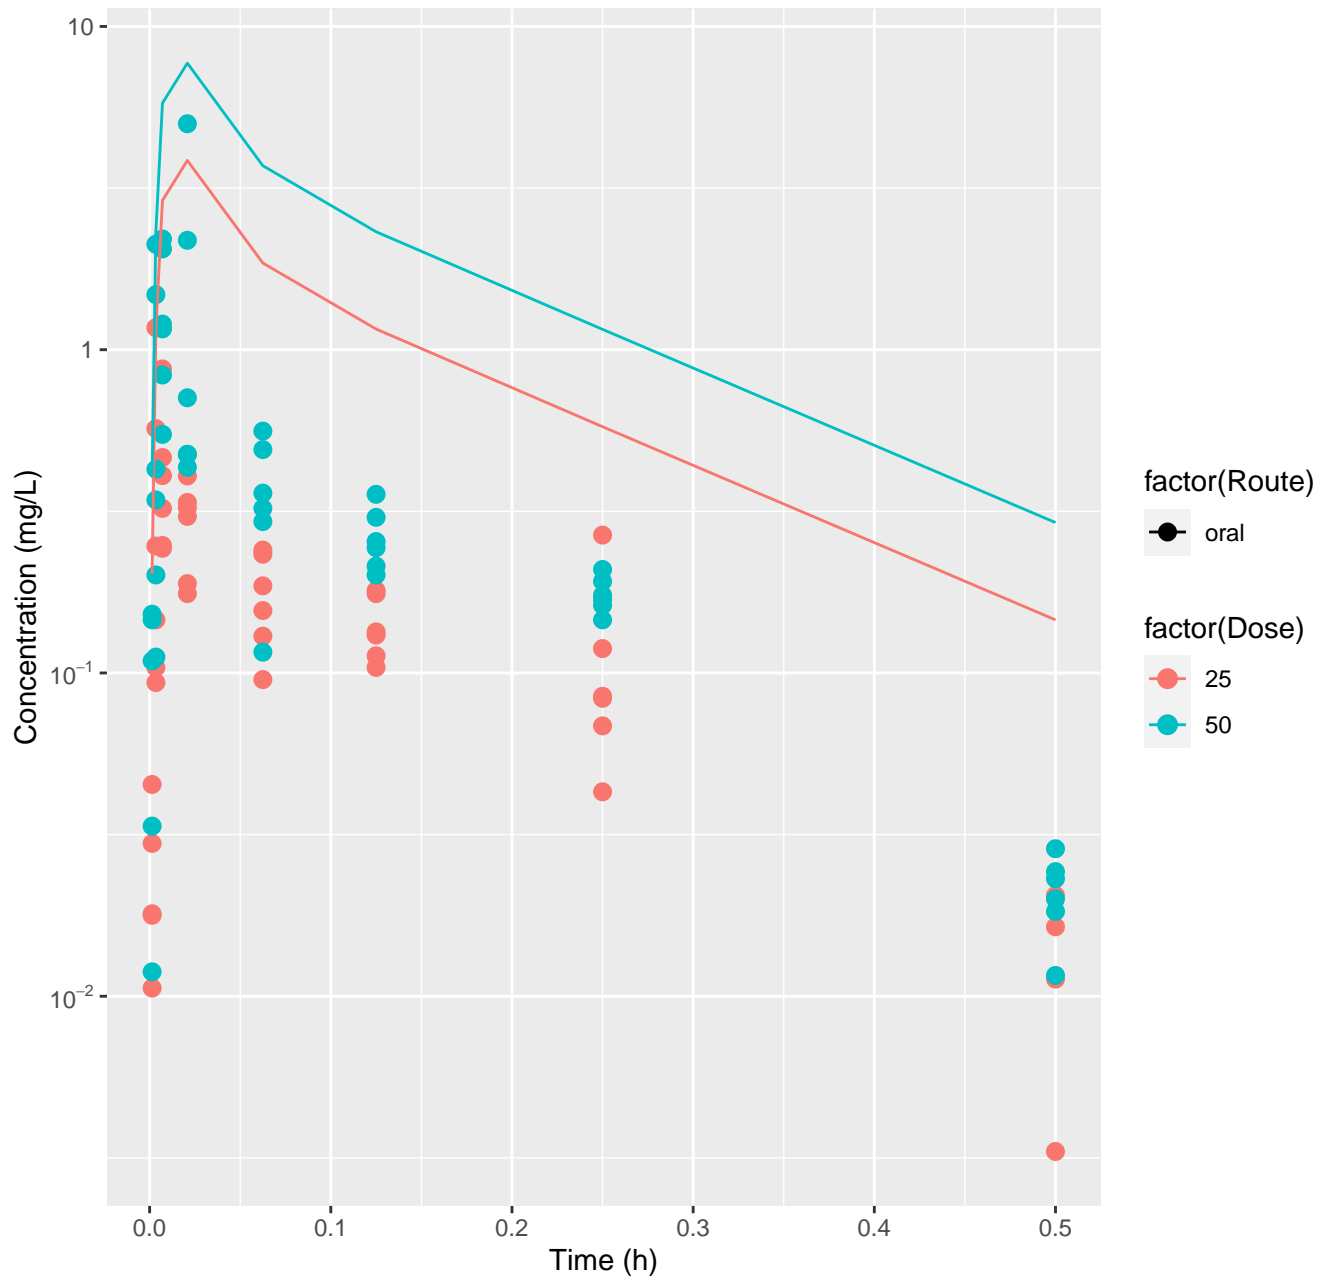 10
1
10⁻¹
10⁻²
Concentration (mg/L)
0.0 0.1 0.2 0.3 0.4 0.5
Time (h)
factor(Route)
oral
factor(Dose)
25
50